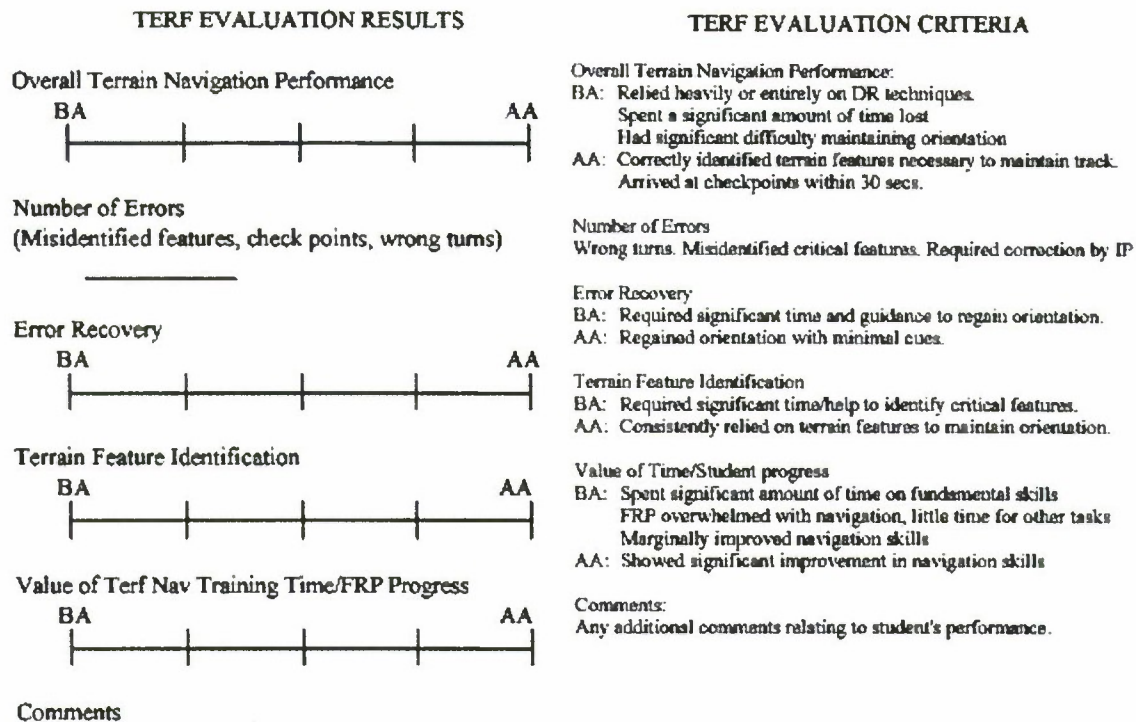 TERF EVALUATION RESULTS
Overall Terrain Navigation Performance
BA AA
Number of Errors
(Misidentified features, check points, wrong turns)
Error Recovery
BA AA
Terrain Feature Identification
BA AA
Value of Terf Nav Training Time/FRP Progress
BA AA
Comments
TERF EVALUATION CRITERIA
Overall Terrain Navigation Performance:
BA: Relied heavily or entirely on DR techniques.
Spent a significant amount of time lost
Had significant difficulty maintaining orientation
AA: Correctly identified terrain features necessary to maintain track.
Arrived at checkpoints within 30 secs.
Number of Errors
Wrong turns. Misidentified critical features. Required correction by IP
Error Recovery
BA: Required significant time and guidance to regain orientation.
AA: Regained orientation with minimal cues.
Terrain Feature Identification
BA: Required significant time/help to identify critical features.
AA: Consistently relied on terrain features to maintain orientation.
Value of Time/Student progress
BA: Spent significant amount of time on fundamental skills
FRP overwhelmed with navigation, little time for other tasks
Marginally improved navigation skills
AA: Showed significant improvement in navigation skills
Comments:
Any additional comments relating to student's performance.